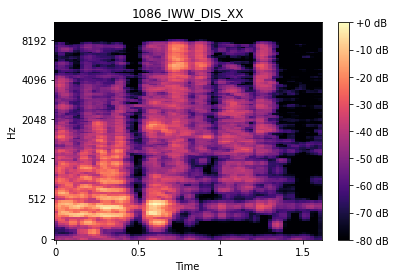 1086_IWW_DIS_XX
Hz
8192
4096
2048
1024
512
0
0
0.5
1
1.5
Time
+0 dB
-10 dB
-20 dB
-30 dB
-40 dB
-50 dB
-60 dB
-70 dB
-80 dB